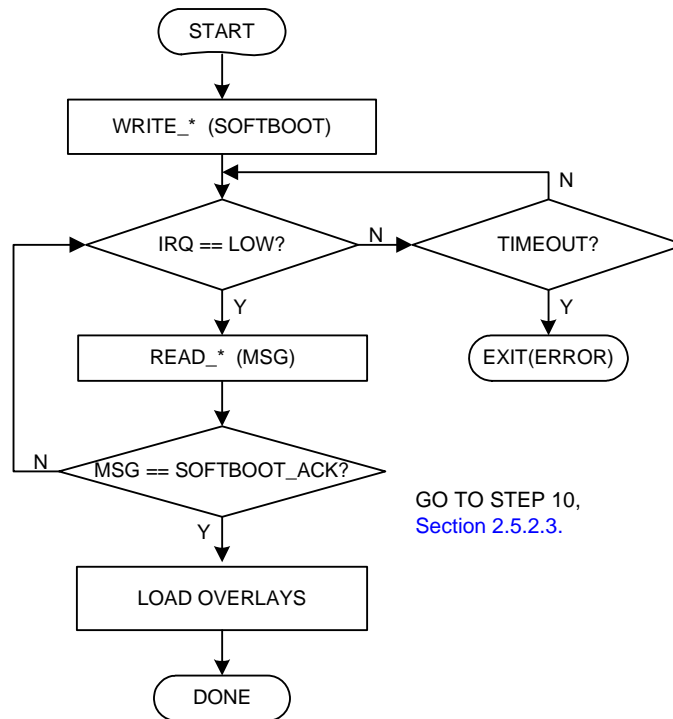 START
WRITE_* (SOFTBOOT)
N
IRQ == LOW?
N
TIMEOUT?
Y
Y
READ_* (MSG)
EXIT(ERROR)
N
MSG == SOFTBOOT_ACK?
GO TO STEP 10,
Section 2.5.2.3.
Y
LOAD OVERLAYS
DONE